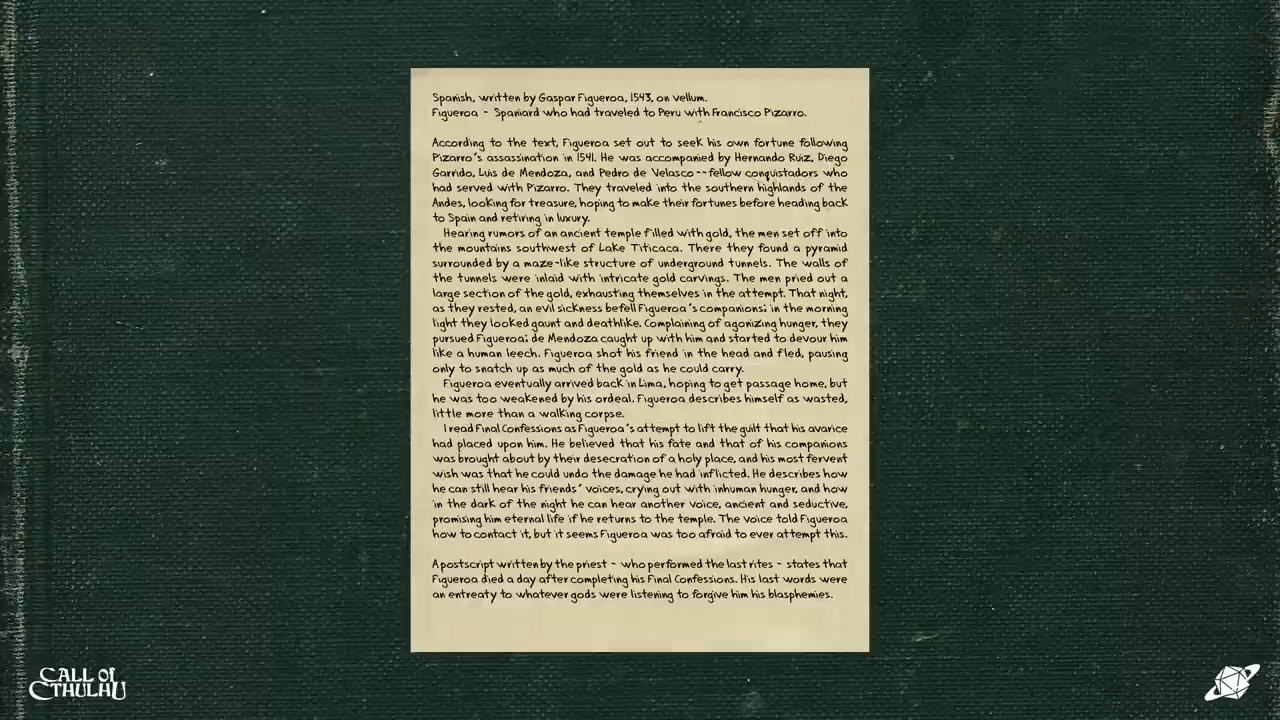 Spanish, written by Gaspar Figueroa, 1543, on vellum.
Figueroa - Spaniard who had traveled to Peru with Francisco Pizarro.
According to the text, Figueroa set out to seek his own fortune following
Pizarro's assassination in 1541. He was accompanied by Hernando Ruiz, Diego
Garrido, Luis de Mendoza, and Pedro de Velasco--fellow conquistadors who
had served with Pizarro. They traveled into the southern highlands of the
Andes, looking for treasure, hoping to make their fortunes before heading back
to Spain and retiring in luxury.
Hearing rumors of an ancient temple filled with gold, the men set off into
the mountains southwest of Lake Titicaca. There they found a pyramid
surrounded by a maze-like structure of underground tunnels. The walls of
the tunnels were inlaid with intricate gold carvings. The men pried out a
large section of the gold, exhausting themselves in the attempt. That night,
as they rested, an evil sickness befell Figueroa's companions; in the morning
light they looked gaunt and deathlike. Complaining of agonizing hunger, they
pursued Figueroa; de Mendoza caught up with him and started to devour him
like a human leech. Figueroa shot his friend in the head and fled, pausing
only to snatch up as much of the gold as he could carry.
Figueroa eventually arrived back in Lima, hoping to get passage home, but
he was too weakened by his ordeal. Figueroa describes himself as wasted,
little more than a walking corpse.
I read Final Confessions as Figueroa's attempt to lift the guilt that his avarice
had placed upon him. He believed that his fate and that of his companions
was brought about by their desecration of a holy place, and his most fervent
wish was that he could undo the damage he had inflicted. He describes how
he can still hear his friends' voices, crying out with inhuman hunger, and how
in the dark of the night he can hear another voice, ancient and seductive,
promising him eternal life if he returns to the temple. The voice told Figueroa
how to contact it, but it seems Figueroa was too afraid to ever attempt this.
A postscript written by the priest - who performed the last rites - states that
Figueroa died a day after completing his Final Confessions. His last words were
an entreaty to whatever gods were listening to forgive him his blasphemies.
CALL of
CTHULHU